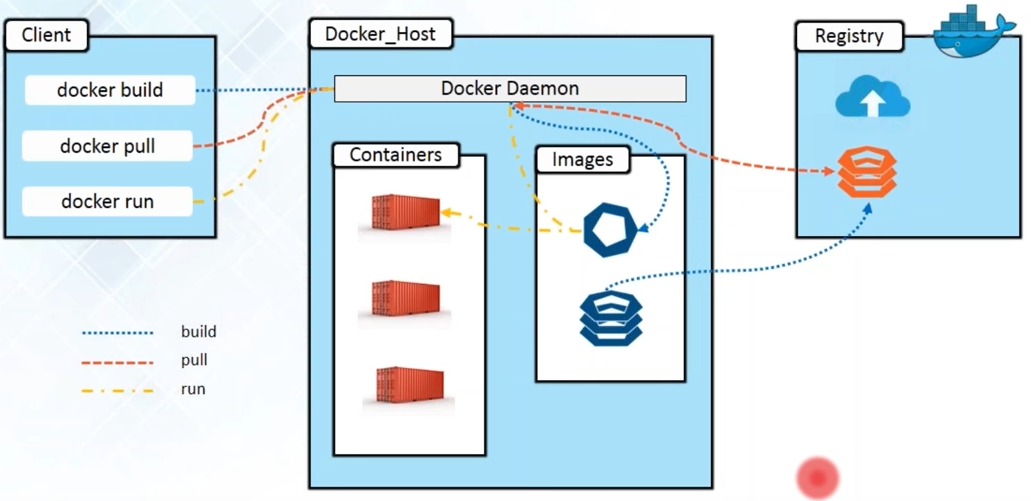 Client
docker build
docker pull
docker run
Docker_Host
Docker Daemon
Containers
Images
Registry
build
pull
run